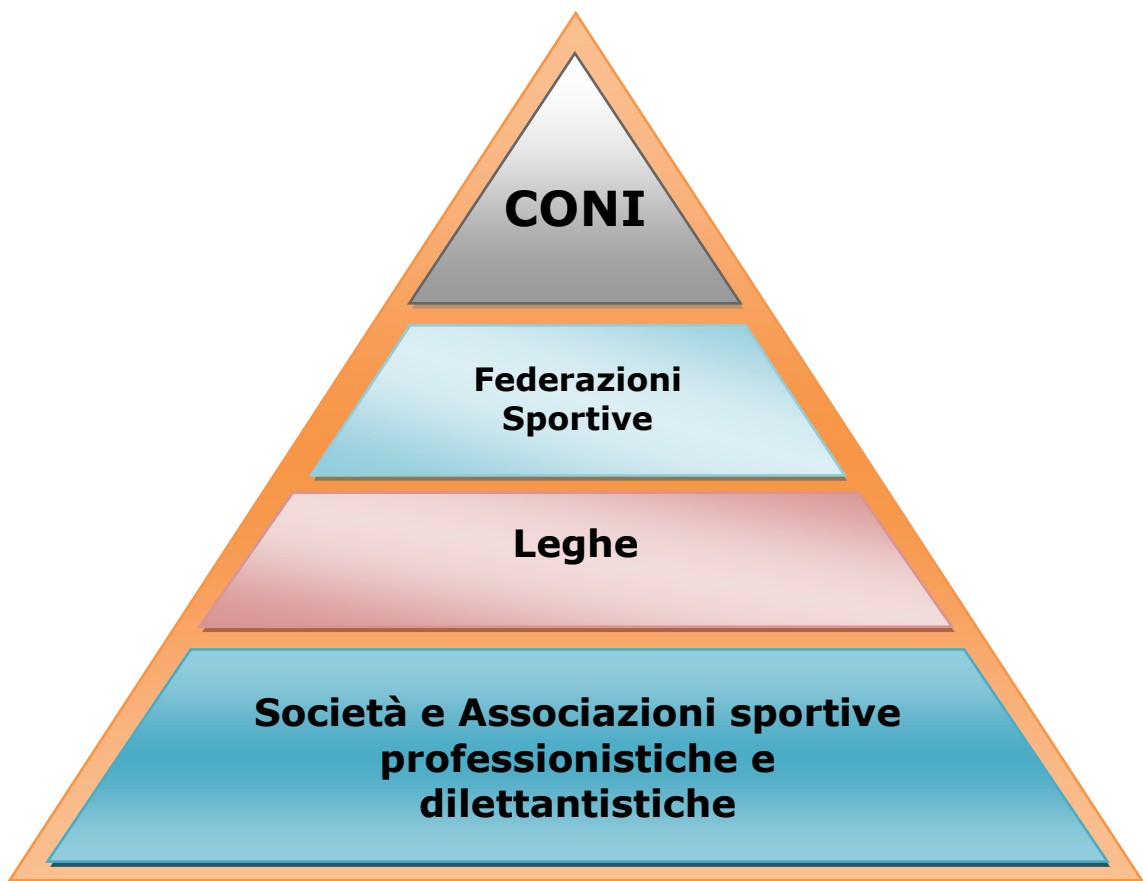 CONI
Federazioni
Sportive
Leghe
Società e Associazioni sportive
professionistiche e
dilettantistiche